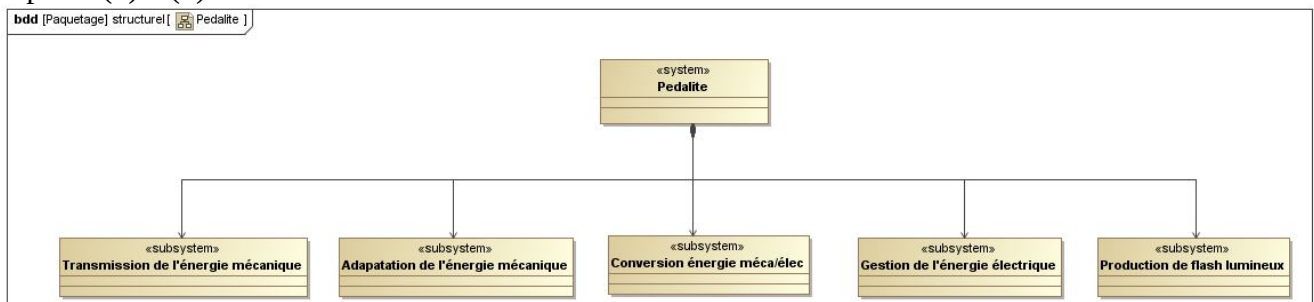 bdd [Paquetage] structurel [ Pedalite ]
«system»
Pedalite
«subsystem»
Transmission de l'énergie mécanique
«subsystem»
Adapatation de l'énergie mécanique
«subsystem»
Conversion énergie méca/élec
«subsystem»
Gestion de l'énergie électrique
«subsystem»
Production de flash lumineux